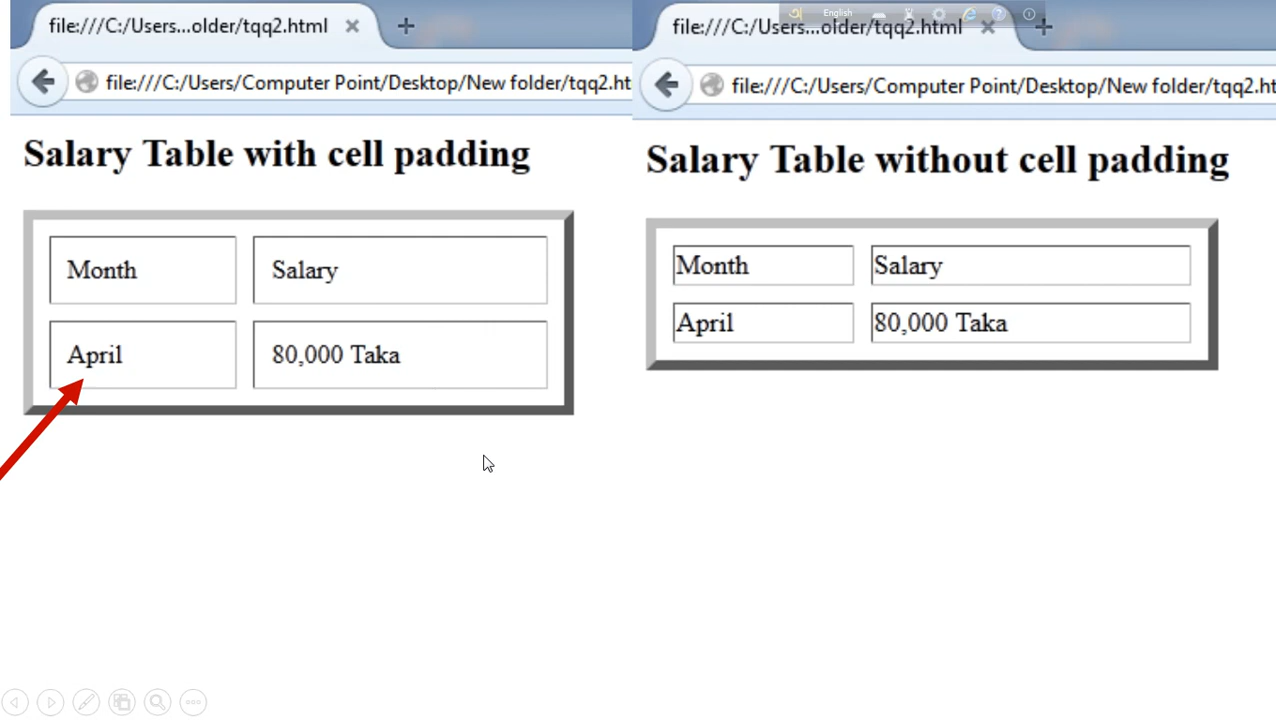 file:///C:/Users...older/tqq2.html
file:///C:/Users/Computer Point/Desktop/New folder/tqq2.ht
Salary Table with cell padding
Month Salary
April 80,000 Taka
English
file:///C:/Users...older/tqq2.html
file:///C:/Users/Computer Point/Desktop/New folder/tqq2.ht
Salary Table without cell padding
Month Salary
April 80,000 Taka